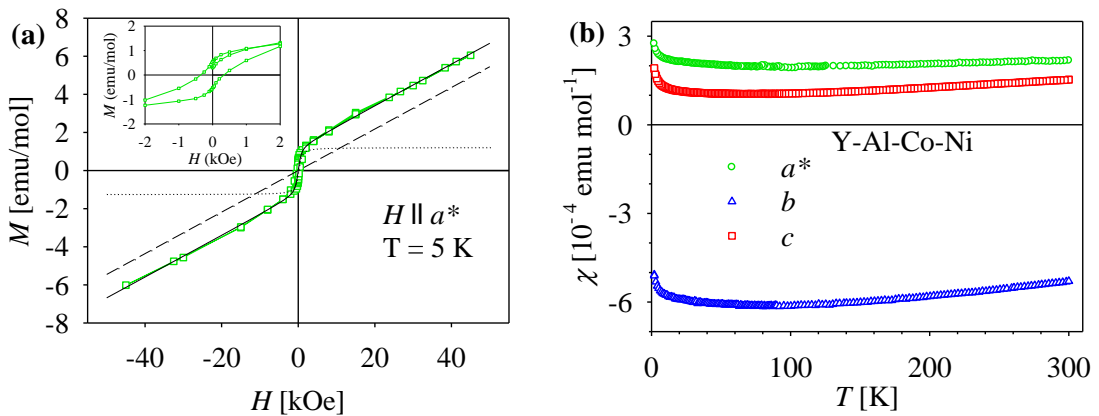 (a)
8
6
4
2
0
-2
-4
-6
-8
M [emu/mol]
-40 -20 0 20 40
H [kOe]
2
1
0
-1
-2
M (emu/mol)
-2 -1 0 1 2
H (kOe)
H || a*
T = 5 K
(b)
3
0
-3
-6
χ [10⁻⁴ emu mol⁻¹]
0 100 200 300
T [K]
Y-Al-Co-Ni
a*
b
c